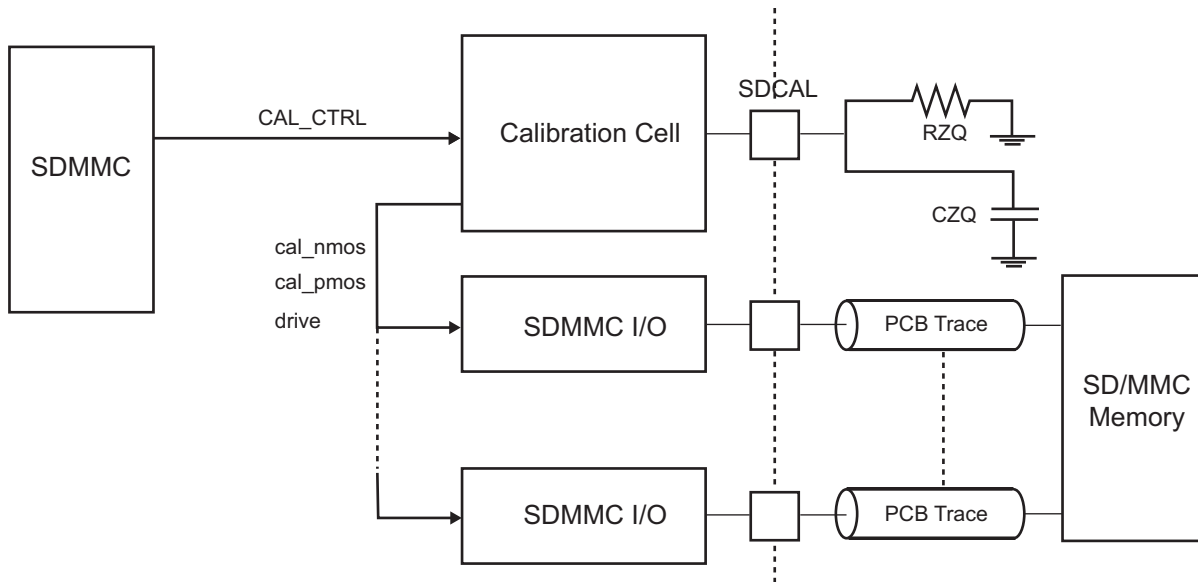 SDMMC
CAL_CTRL
Calibration Cell
SDCAL
RZQ
CZQ
cal_nmos
cal_pmos
drive
SDMMC I/O
PCB Trace
SD/MMC
Memory
SDMMC I/O
PCB Trace